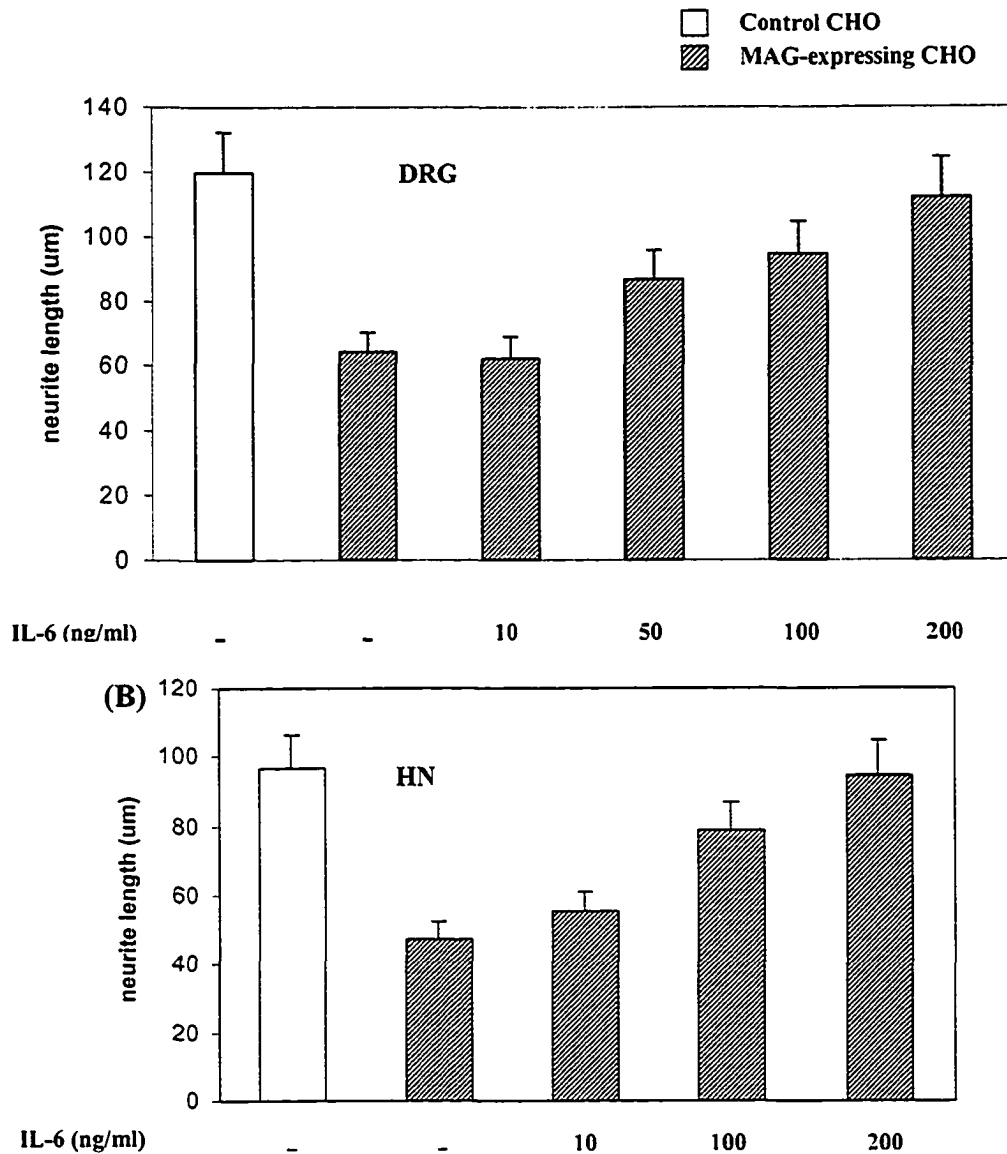 Control CHO
MAG-expressing CHO
140
120
100
80
60
40
20
0
neurite length (um)
DRG
IL-6 (ng/ml) – – 10 50 100 200
(B)
120
100
80
60
40
20
0
neurite length (um)
HN
IL-6 (ng/ml) – – 10 100 200